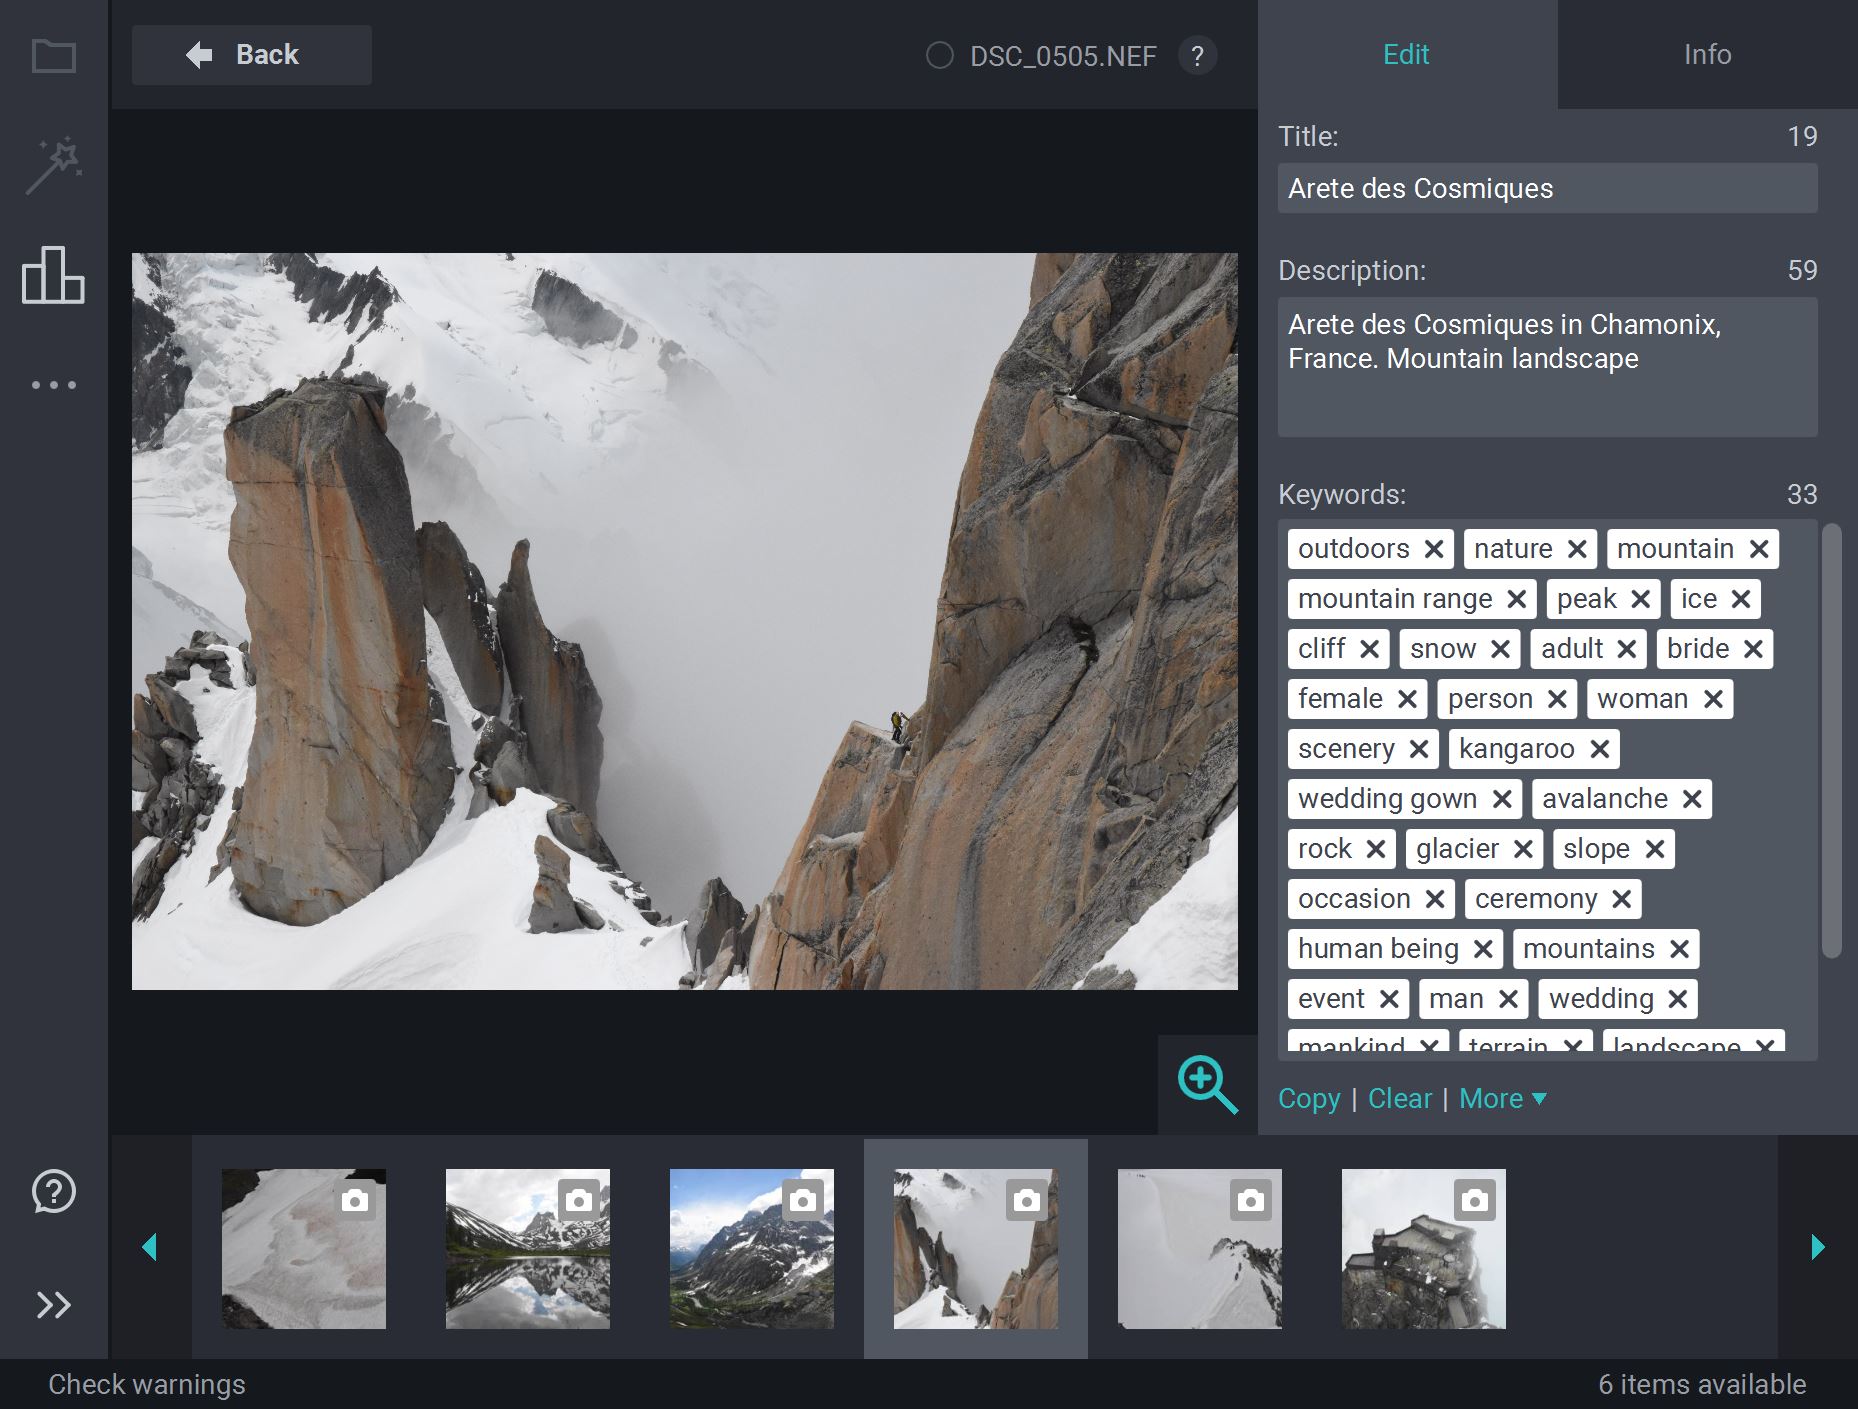 Back
DSC_0505.NEF ?
Edit
Info
Title: 19
Arete des Cosmiques
Description: 59
Arete des Cosmiques in Chamonix,
France. Mountain landscape
Keywords: 33
outdoors nature mountain
mountain range peak ice
cliff snow adult bride
female person woman
scenery kangaroo
wedding gown avalanche
rock glacier slope
occasion ceremony
human being mountains
event man wedding
mankind terrain landscape
Copy | Clear | More
?
Check warnings
6 items available